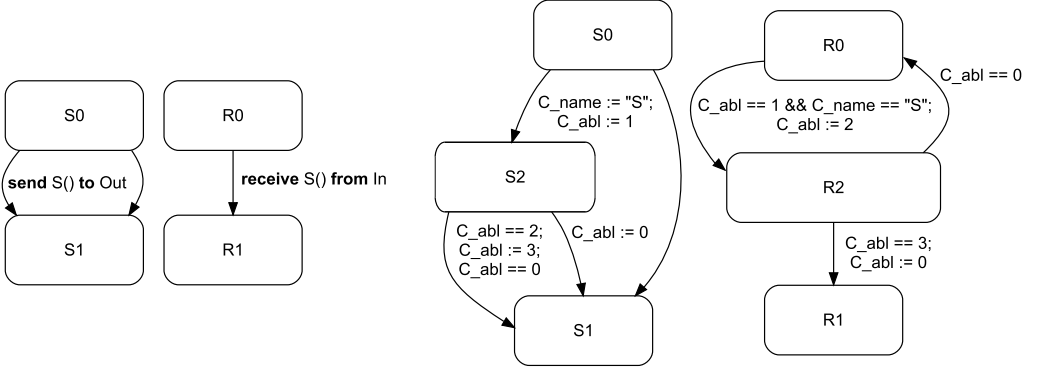 S0
send S() to Out
S1
R0
receive S() from In
R1
S0
C_name := "S";
C_abl := 1
S2
C_abl == 2;
C_abl := 3;
C_abl == 0
C_abl := 0
S1
R0
C_abl == 0
C_abl == 1 && C_name == "S";
C_abl := 2
R2
C_abl == 3;
C_abl := 0
R1